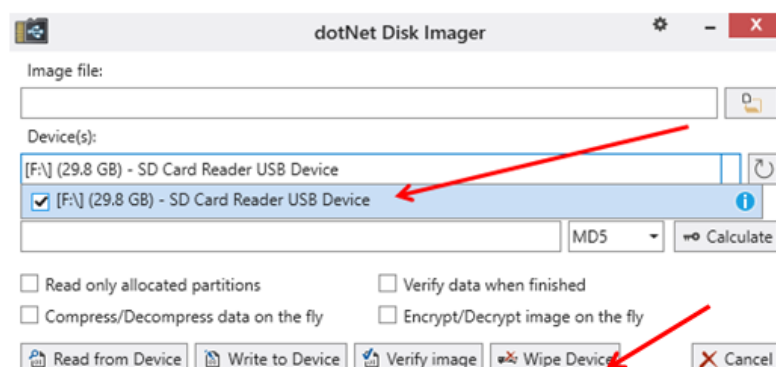 dotNet Disk Imager
Image file:
Device(s):
[F:\] (29.8 GB) - SD Card Reader USB Device
[F:\] (29.8 GB) - SD Card Reader USB Device
MD5 Calculate
Read only allocated partitions Verify data when finished
Compress/Decompress data on the fly Encrypt/Decrypt image on the fly
Read from Device Write to Device Verify image Wipe Device Cancel